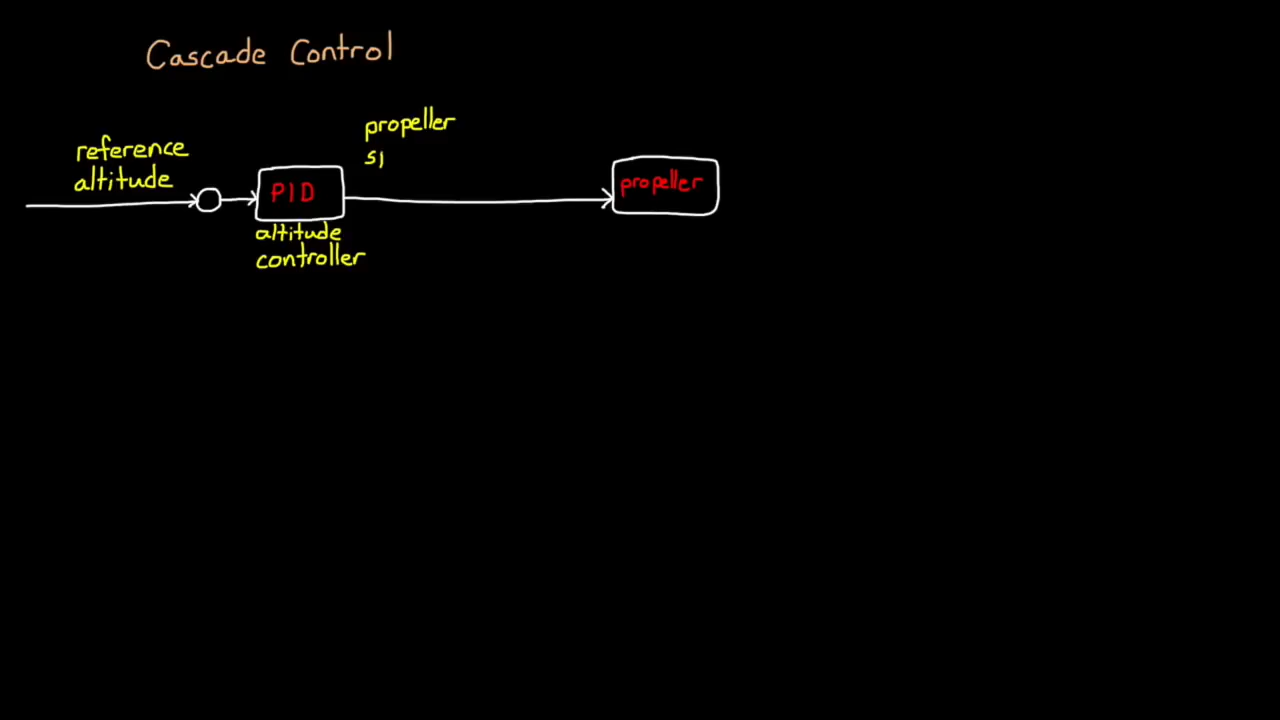 Cascade Control
reference
altitude
PID
altitude
controller
propeller
propeller